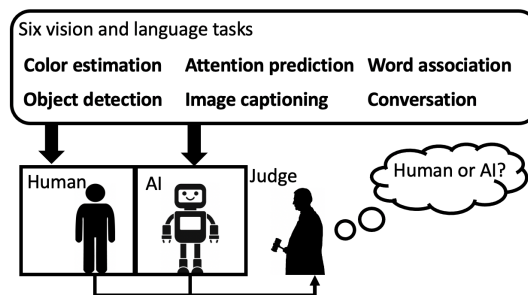 Six vision and language tasks
Color estimation Attention prediction Word association
Object detection Image captioning Conversation
Human AI Judge
Human or AI?